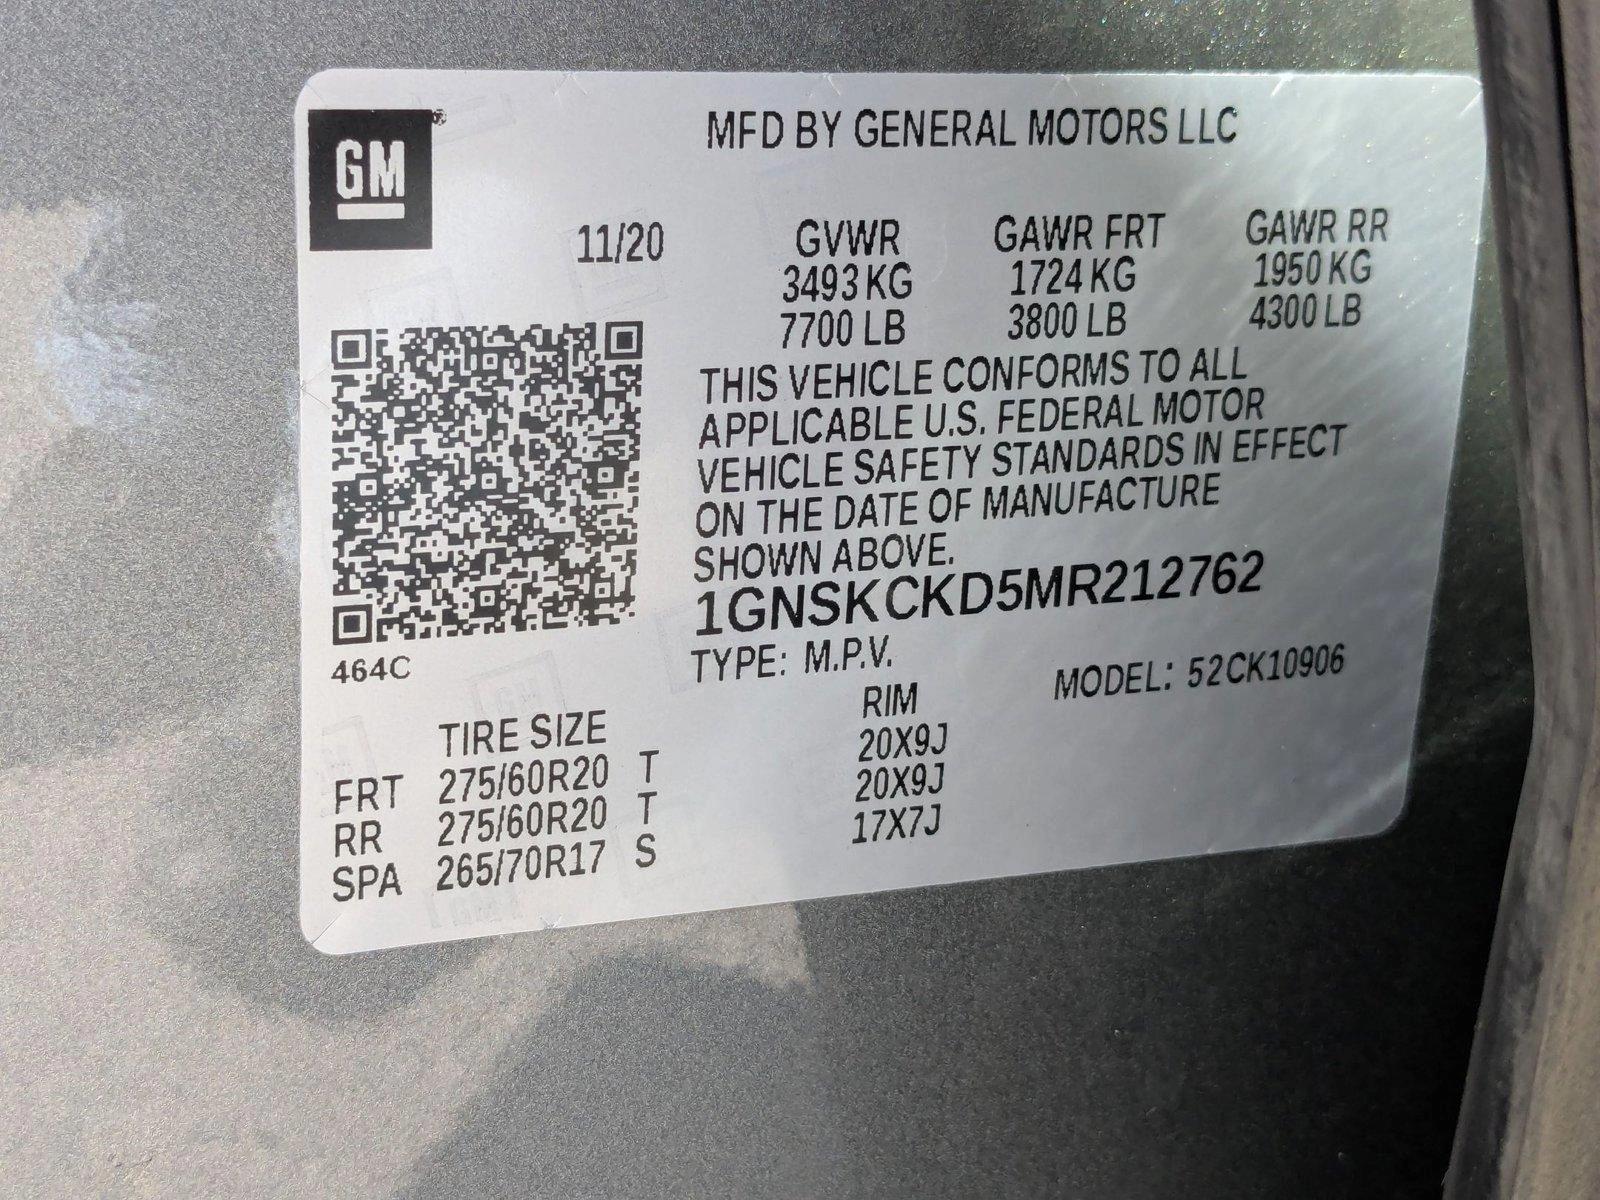 GM
MFD BY GENERAL MOTORS LLC
11/20 GVWR GAWR FRT GAWR RR
3493 KG 1724 KG 1950 KG
7700 LB 3800 LB 4300 LB
THIS VEHICLE CONFORMS TO ALL
APPLICABLE U.S. FEDERAL MOTOR
VEHICLE SAFETY STANDARDS IN EFFECT
ON THE DATE OF MANUFACTURE
SHOWN ABOVE.
1GNSKCKD5MR212762
464C
TYPE: M.P.V. MODEL: 52CK10906
TIRE SIZE RIM
FRT 275/60R20 T 20X9J
RR 275/60R20 T 20X9J
SPA 265/70R17 S 17X7J